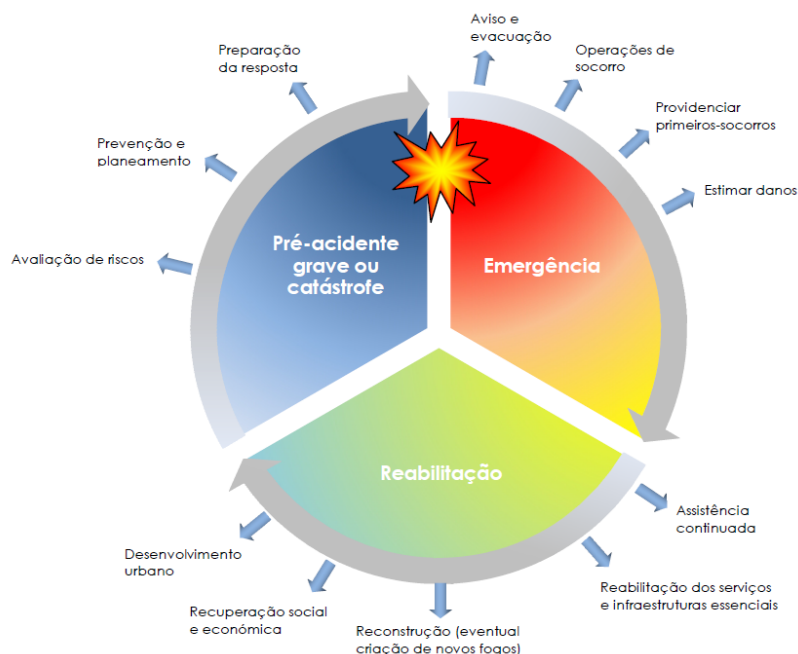 Aviso e
evacuação
Operações de
socorro
Providenciar
primeiros-socorros
Estimar danos
Preparação
da resposta
Prevenção e
planeamento
Avaliação de riscos
Pré-acidente
grave ou
catástrofe
Emergência
Reabilitação
Assistência
continuada
Reabilitação dos serviços
e infraestruturas essenciais
Reconstrução (eventual
criação de novos fogos)
Recuperação social
e económica
Desenvolvimento
urbano